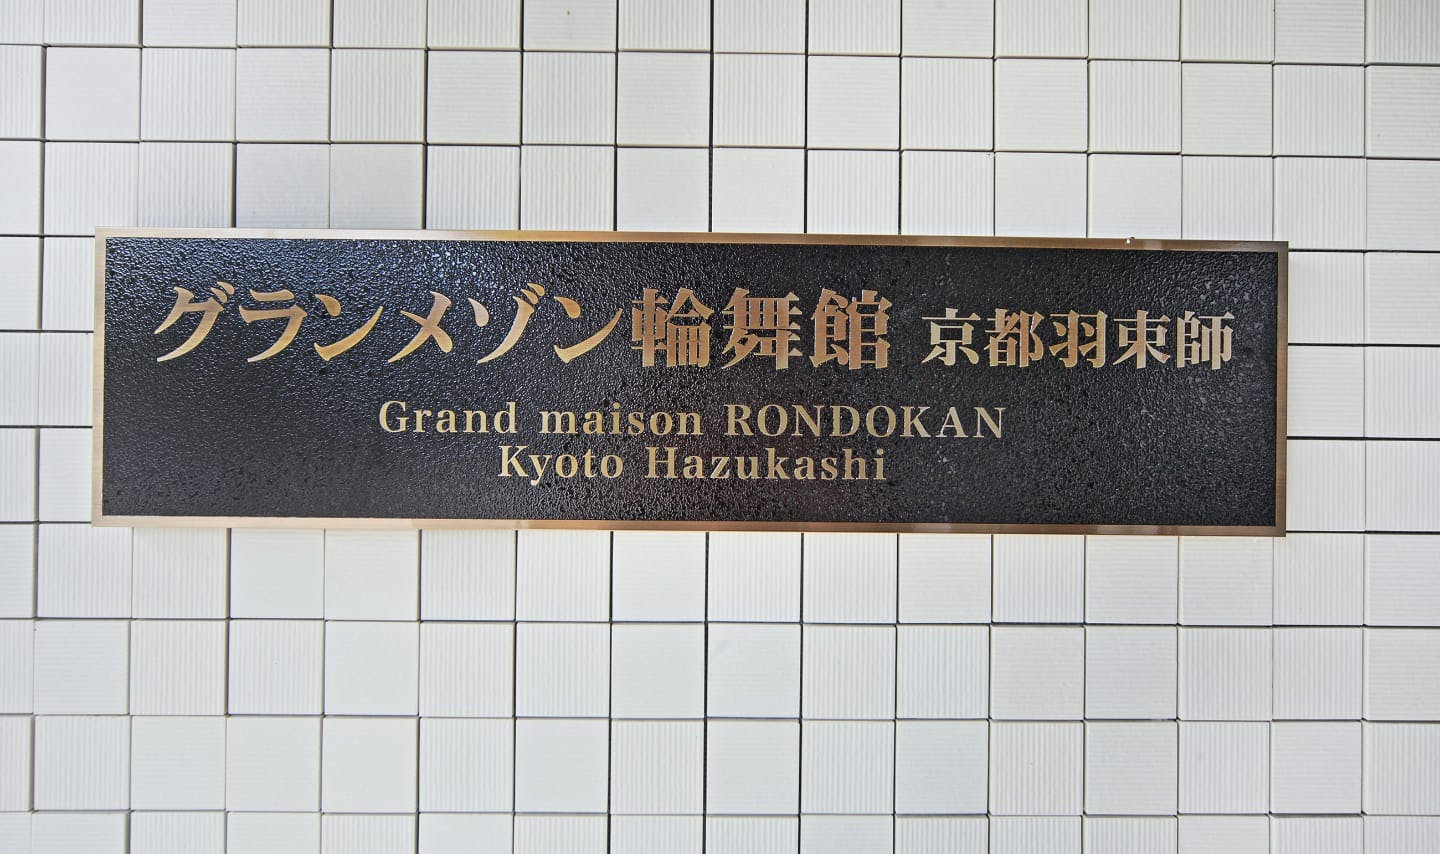 グランメゾン輪舞館 京都羽束師
Grand maison RONDOKAN
Kyoto Hazukashi